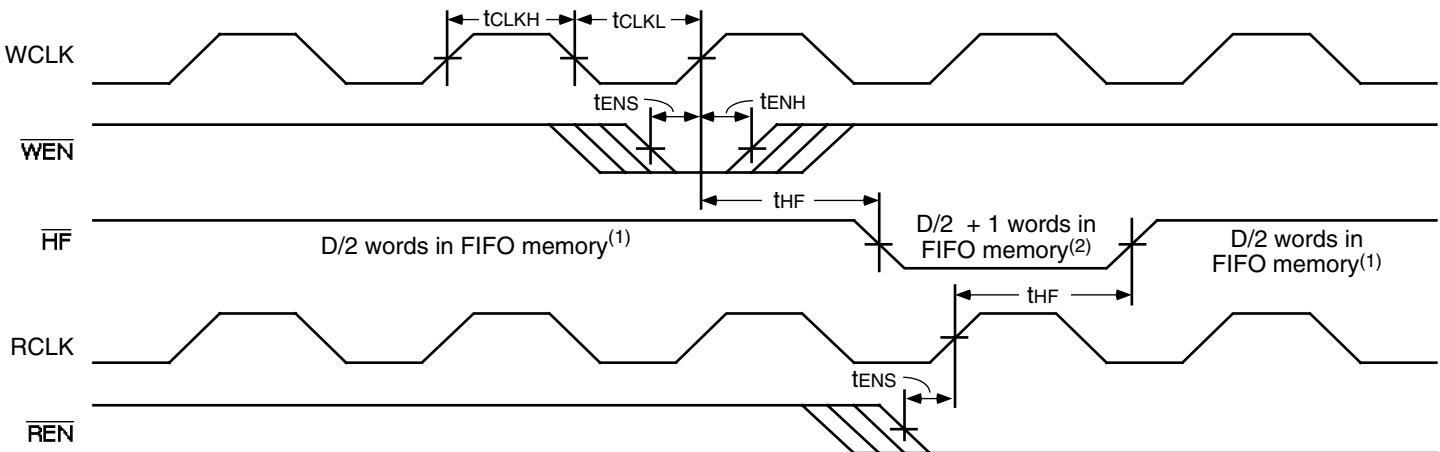 tCLKH tCLKL
WCLK
tENS tENH
WEN
tHF
HF
D/2 words in FIFO memory(1)
D/2 + 1 words in
FIFO memory(2)
D/2 words in
FIFO memory(1)
tHF
RCLK
tENS
REN